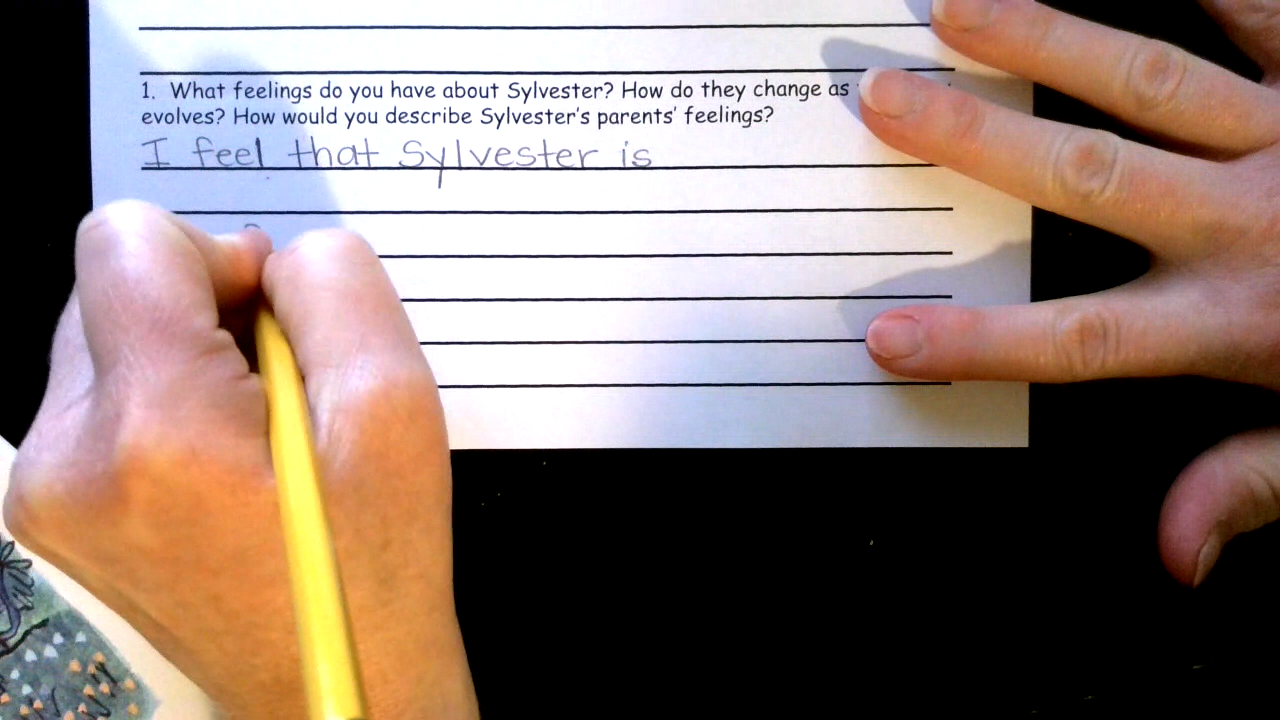 1. What feelings do you have about Sylvester? How do they change as
evolves? How would you describe Sylvester's parents' feelings?
I feel that Sylvester is